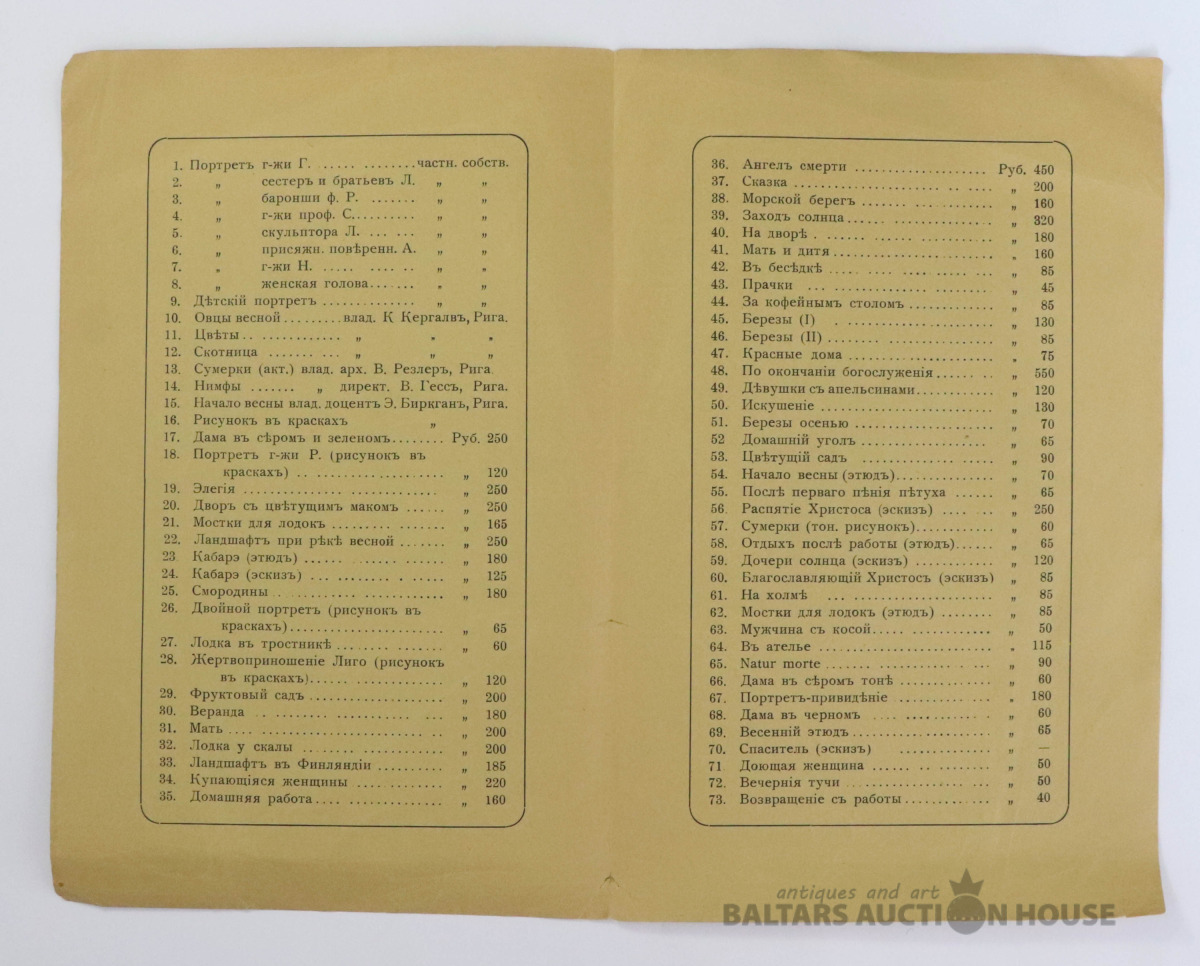 1. Портретъ г-жи Г. ..... ........частн. собств.
2. „ сестеръ и братьевъ Л. „ „
3. „ баронши ф. Р. ....... „ „
4. „ г-жи проф. С.......... „ „
5. „ скульптора Л. ... ... „ „
6. „ присяжн. повѣренн. А. „ „
7. „ г-жи Н. ..... .... .. „ „
8. „ женская голова....... „ „
9. Дѣтскій портретъ .............. „ „
10. Овцы весной.........влад. К Кергалвъ, Рига.
11. Цвѣты.. ............ „ „ „
12. Скотница ....... ... „ „ „
13. Сумерки (акт.) влад. арх. В. Резлеръ, Рига
14. Нимфы ...... „ директ. В. Гессъ, Рига.
15. Начало весны влад. доцентъ Э. Биркганъ, Рига.
16. Рисунокъ въ краскахъ „
17. Дама въ сѣромъ и зеленомъ........ Руб. 250
18. Портретъ г-жи Р. (рисунокъ въ
краскахъ) .. .................. „ 120
19. Элегія .............................. „ 250
20. Дворъ съ цвѣтущимъ макомъ ...... „ 250
21. Мостки для лодокъ ................. „ 165
22. Ландшафтъ при рѣкѣ весной ....... „ 250
23 Кабарэ (этюдъ) ..................... „ 180
24. Кабарэ (эскизъ) ... ......... . ..... „ 125
25. Смородины .. ...................... „ 180
26. Двойной портретъ (рисунокъ въ
краскахъ)....................... „ 65
27. Лодка въ тростникѣ ................ „ 60
28. Жертвоприношеніе Лиго (рисунокъ
въ краскахъ).................... „ 120
29. Фруктовый садъ .................... „ 200
30. Веранда .. ................ ... „ 180
31. Мать .... ....................... .. „ 200
32. Лодка у скалы ..................... „ 200
33. Ландшафтъ въ Финляндіи .......... „ 185
34. Купающіяся женщины ............. „ 220
35. Домашняя работа................... „ 160
36. Ангелъ смерти .................... Руб. 450
37. Сказка ........................ .. .... „ 200
38. Морской берегъ ..................... „ 160
39. Заходъ солнца...................... „ 320
40. На дворѣ . ......................... „ 180
41. Мать и дитя........................ „ 160
42. Въ бесѣдкѣ .... .... .............. „ 85
43. Прачки ... ........................ „ 45
44. За кофейнымъ столомъ ............. „ 85
45. Березы (I) . ........................ „ 130
46. Березы (II) ......................... „ 85
47. Красные дома ...................... „ 75
48. По окончаніи богослуженія...... .. „ 550
49. Дѣвушки съ апельсинами............ „ 120
50. Искушеніе .......................... „ 130
51. Березы осенью ..................... „ 70
52 Домашній уголъ ................... „ 65
53. Цвѣтущій садъ .................... „ 90
54. Начало весны (этюдъ)............... „ 70
55. Послѣ перваго пѣнія пѣтуха ...... „ 65
56. Распятіе Христоса (эскизъ) .... ... „ 250
57. Сумерки (тон. рисунокъ)............ „ 60
58. Отдыхъ послѣ работы (этюдъ)...... „ 65
59. Дочери солнца (эскизъ) ............ „ 120
60. Благославляющій Христосъ (эскизъ) „ 85
61. На холмѣ ... ...................... „ 85
62. Мостки для лодокъ (этюдъ) ........ „ 85
63. Мужчина съ косой.................. „ 50
64. Въ ателье .......................... „ 115
65. Natur morte ......................... „ 90
66. Дама въ сѣромъ тонѣ .............. „ 60
67. Портретъ-привидѣніе ............... „ 180
68. Дама въ черномъ .... ............. „ 60
69. Весенній этюдъ..................... „ 65
70. Спаситель (эскизъ) .............. „ —
71 Доющая женщина ...... .. ........ „ 50
72. Вечернія тучи .................. ... „ 50
73. Возвращеніе съ работы............. „ 40
antiques and art
BALTARS AUCTION HOUSE